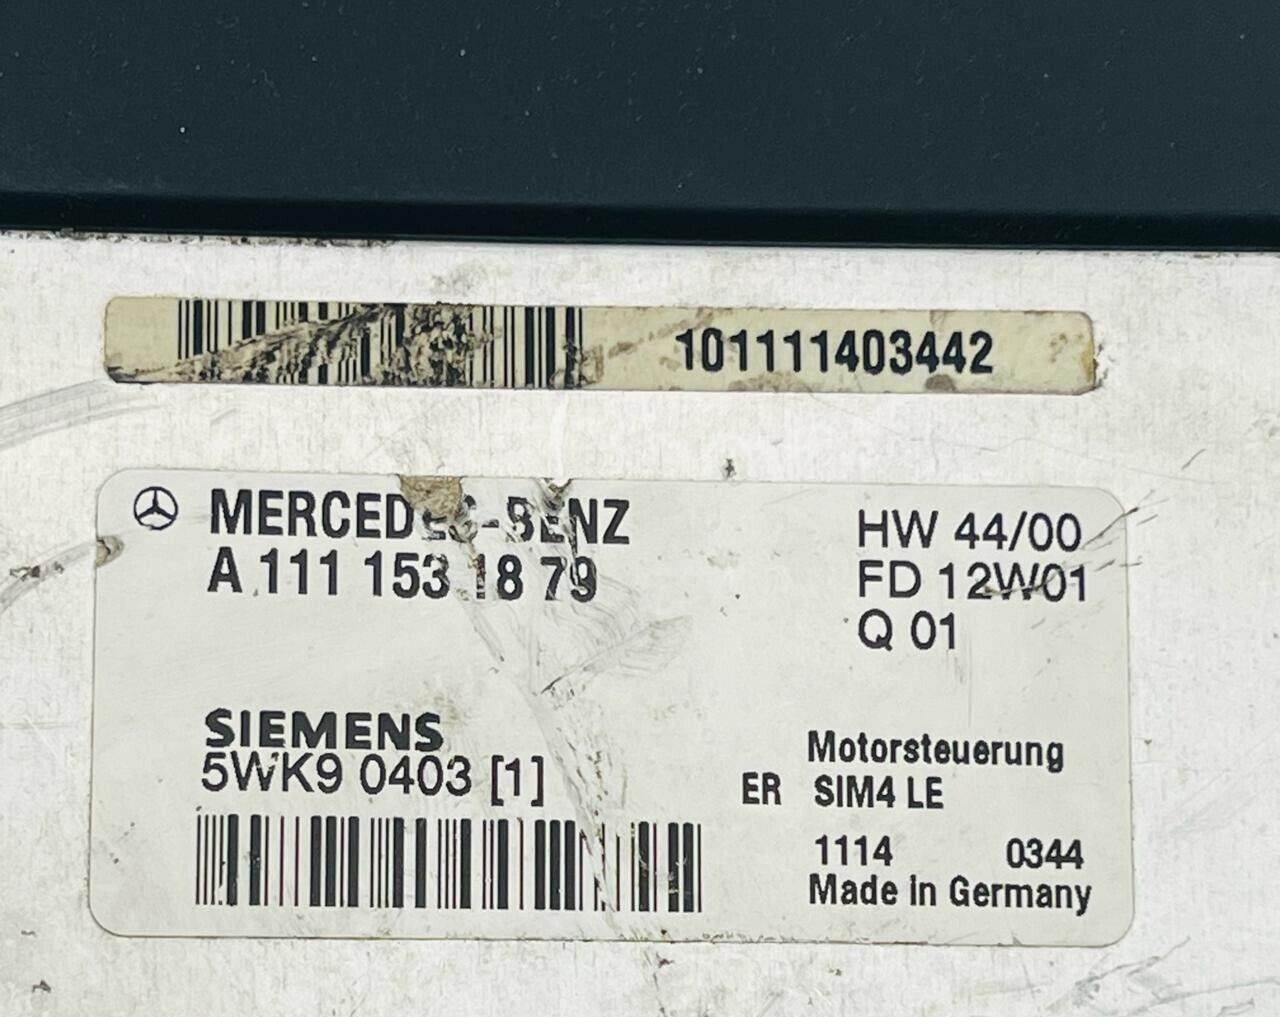 101111403442
MERCEDES-BENZ
A 111 153 18 79
HW 44/00
FD 12W01
Q 01
SIEMENS
5WK9 0403 [1]
Motorsteuerung
ER SIM4 LE
1114 0344
Made in Germany